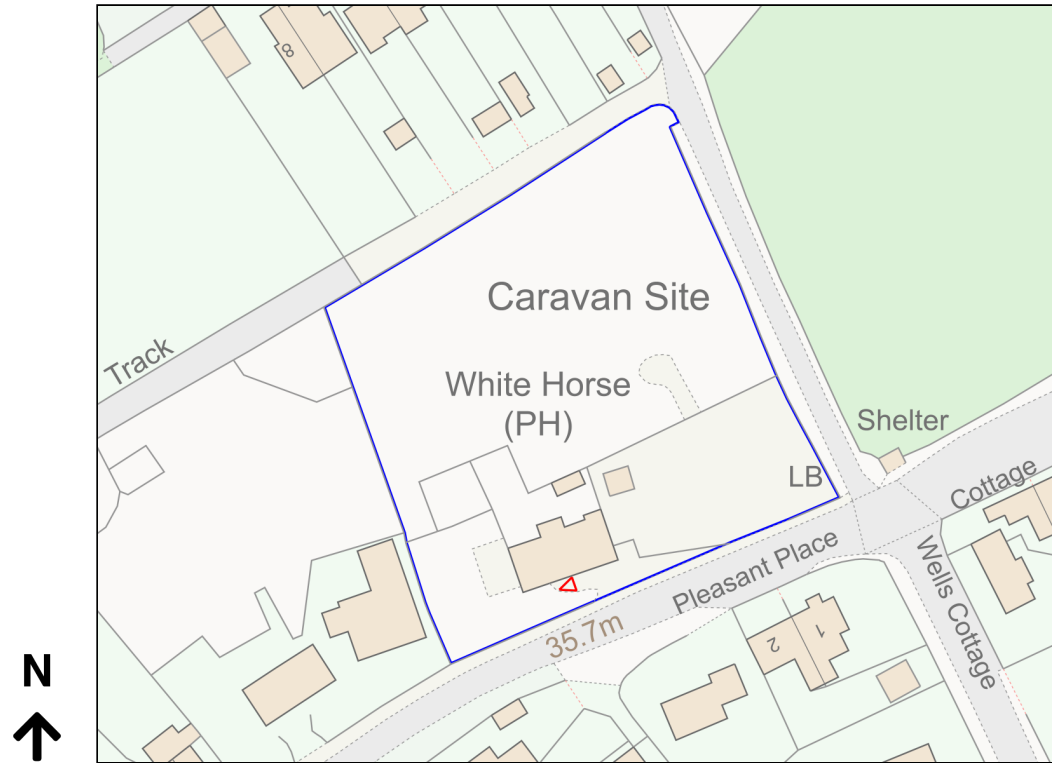 8
Caravan Site
Track
White Horse
(PH)
Shelter
LB
Cottage
Pleasant Place
Wells Cottage
35.7m
2
1
N